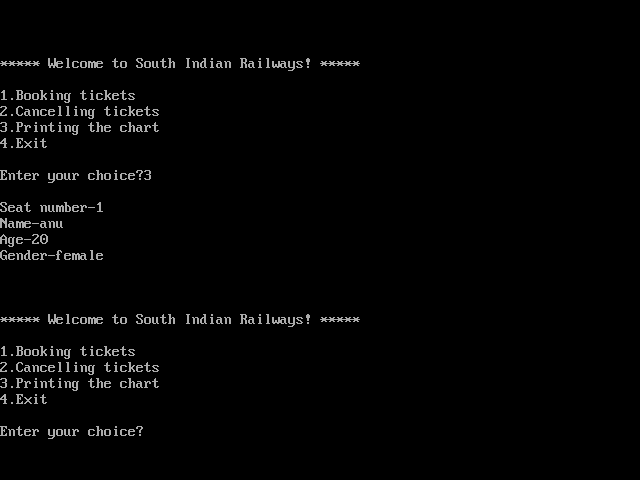 ***** Welcome to South Indian Railways! *****
1.Booking tickets
2.Cancelling tickets
3.Printing the chart
4.Exit
Enter your choice?3
Seat number-1
Name-anu
Age-20
Gender-female
***** Welcome to South Indian Railways! *****
1.Booking tickets
2.Cancelling tickets
3.Printing the chart
4.Exit
Enter your choice?